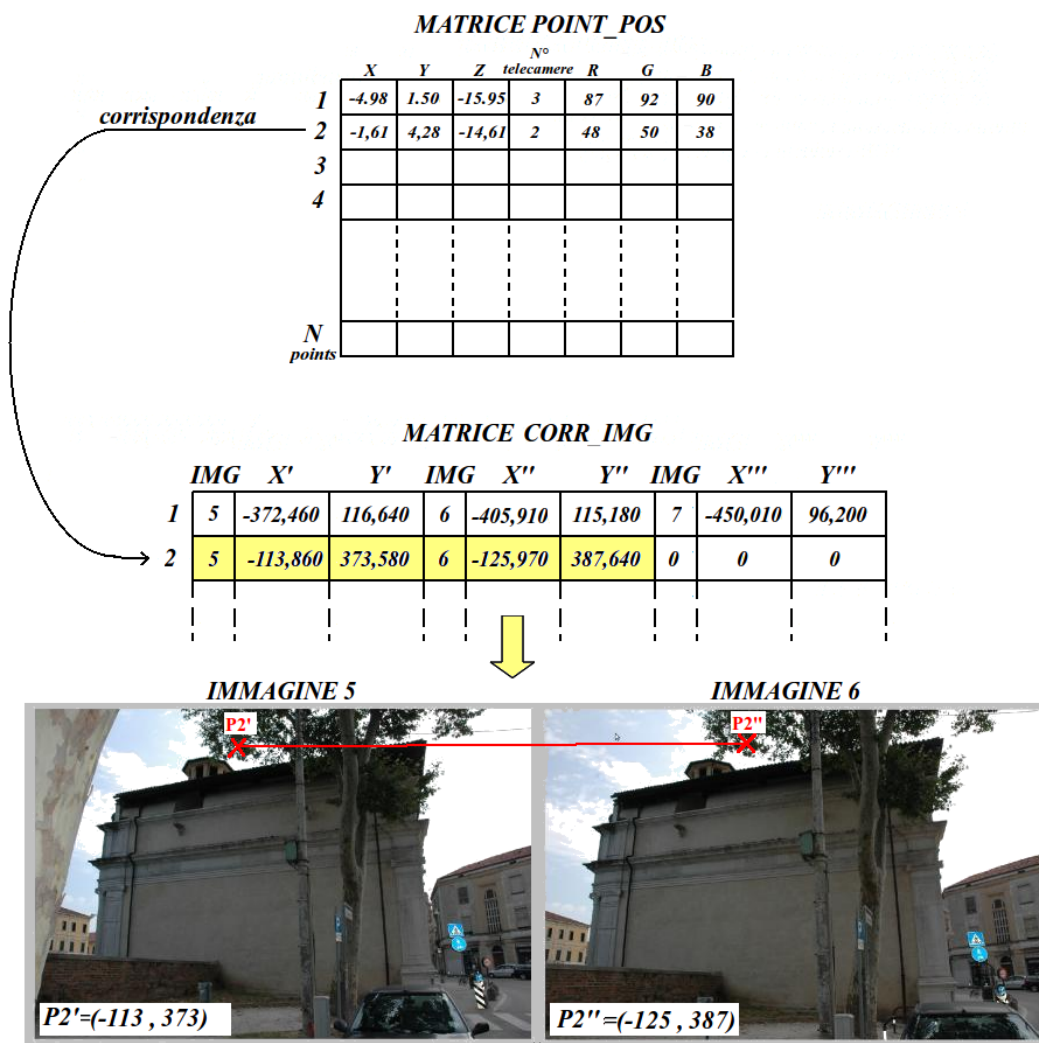 MATRICE POINT_POS
X Y Z N° telecamere R G B
1 -4.98 1.50 -15.95 3 87 92 90
corrispondenza
2 -1,61 4,28 -14,61 2 48 50 38
3
4
N points
MATRICE CORR_IMG
IMG X' Y' IMG X'' Y'' IMG X''' Y'''
1 5 -372,460 116,640 6 -405,910 115,180 7 -450,010 96,200
2 5 -113,860 373,580 6 -125,970 387,640 0 0 0
IMMAGINE 5 IMMAGINE 6
P2' P2''
P2'=(-113 , 373) P2''=(-125 , 387)